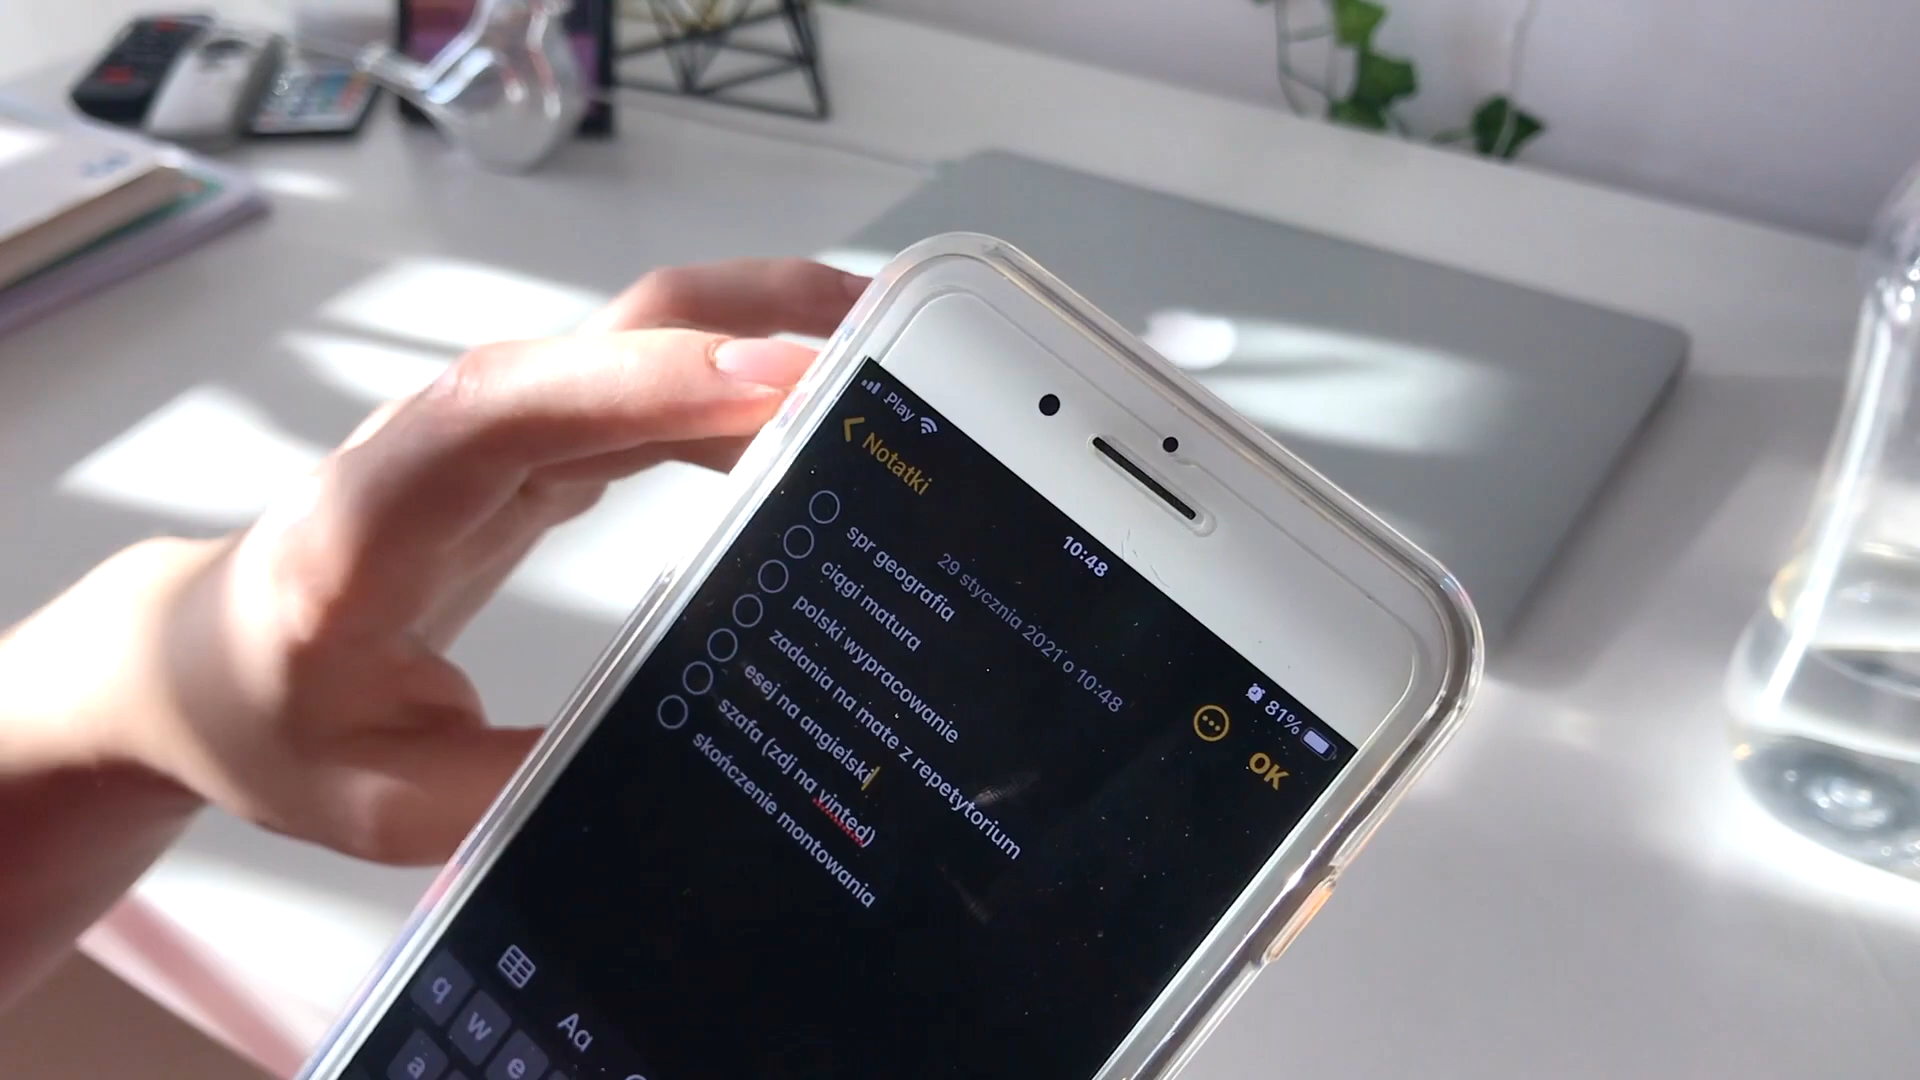 Play
10:48
81%
Notatki
OK
29 stycznia 2021 o 10:48
spr geografia
ciągi matura
polski wypracowanie
zadania na mate z repetytorium
esej na angielski
szafa (zdj na vinted)
skończenie montowania
Aa
q w e
a